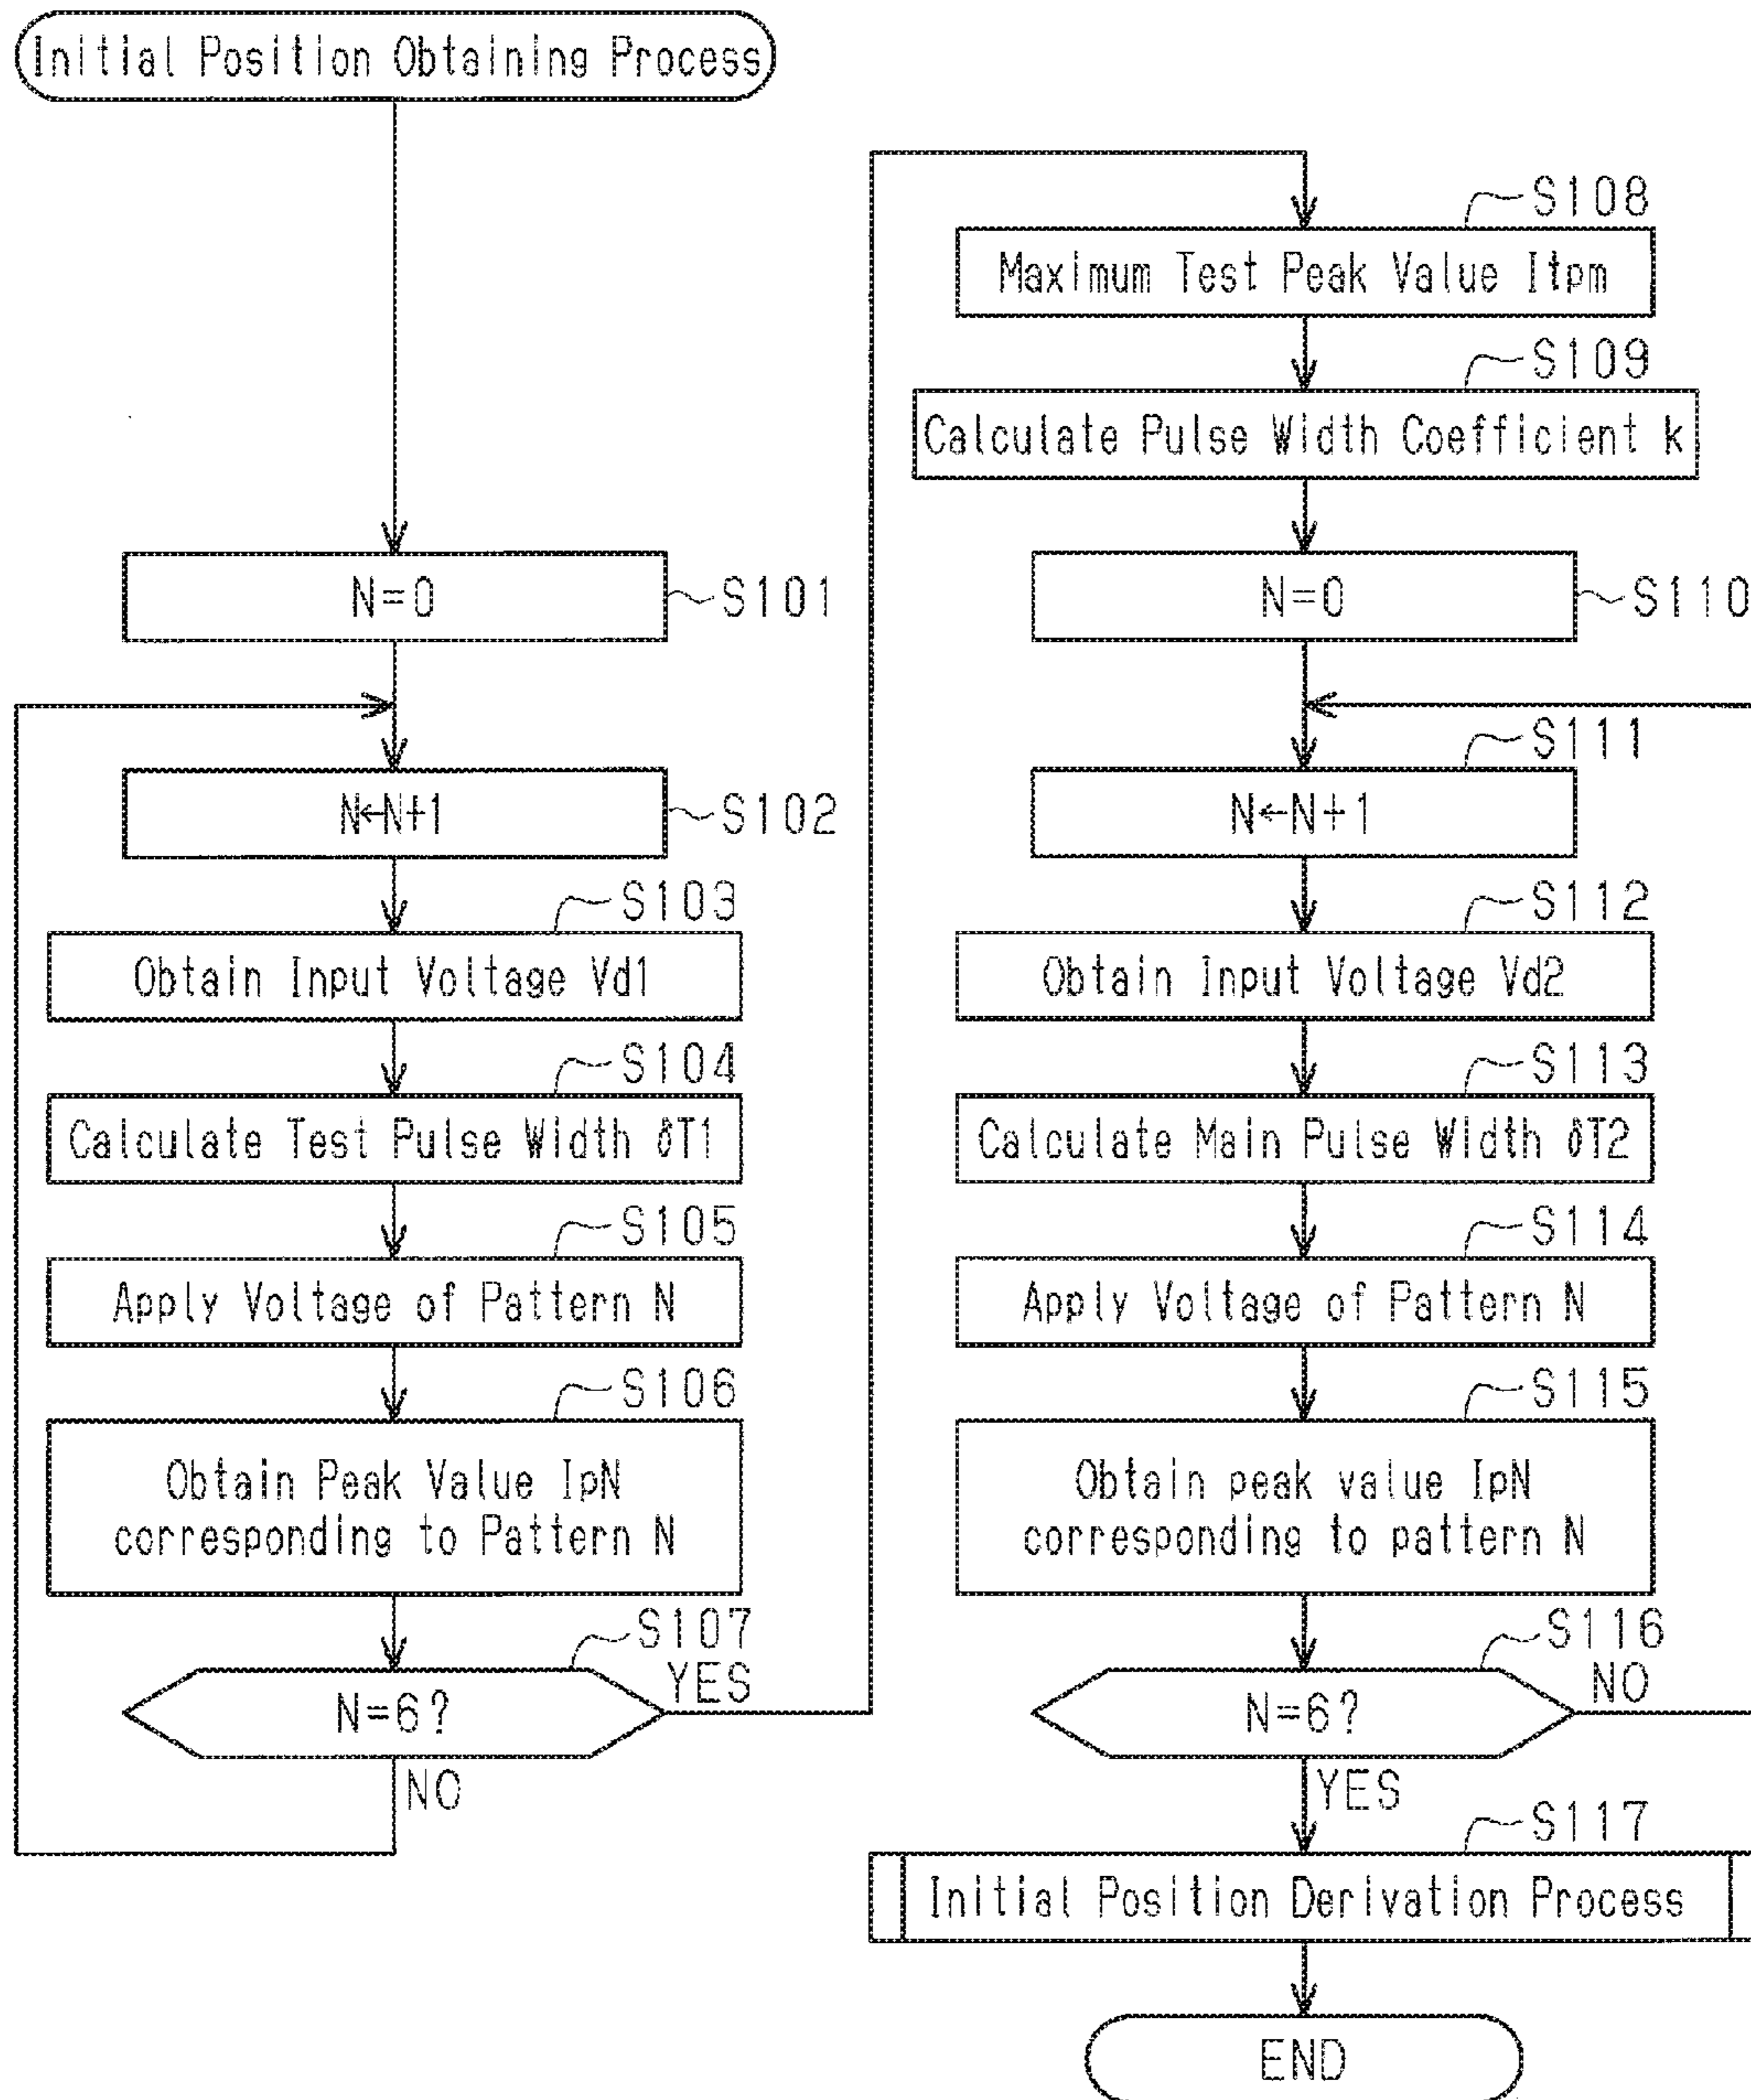 Initial Position Obtaining Process
N=0
S101
S102
N←N+1
S103
Obtain Input Voltage Vd1
S104
Calculate Test Pulse Width δT1
S105
Apply Voltage of Pattern N
S106
Obtain Peak Value IpN
corresponding to Pattern N
S107
N=6?
YES
NO
S108
Maximum Test Peak Value Itpm
S109
Calculate Pulse Width Coefficient k
N=0
S110
S111
N←N+1
S112
Obtain Input Voltage Vd2
S113
Calculate Main Pulse Width δT2
S114
Apply Voltage of Pattern N
S115
Obtain peak value IpN
corresponding to pattern N
S116
N=6?
NO
YES
S117
Initial Position Derivation Process
END